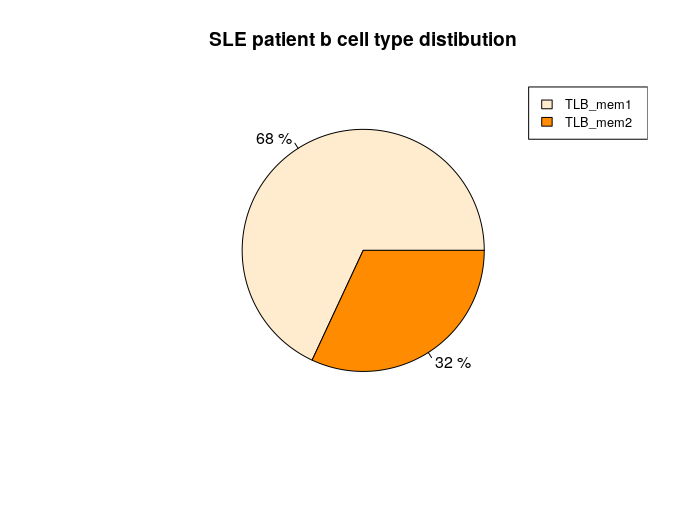 SLE patient b cell type distibution
TLB_mem1
TLB_mem2
68 %
32 %